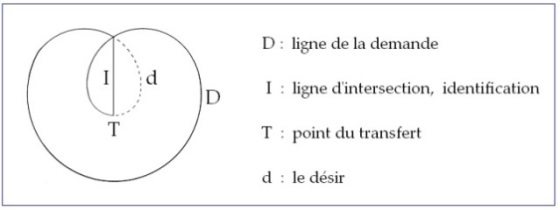 I
d
D
T
D : ligne de la demande
I : ligne d'intersection, identification
T : point du transfert
d : le désir